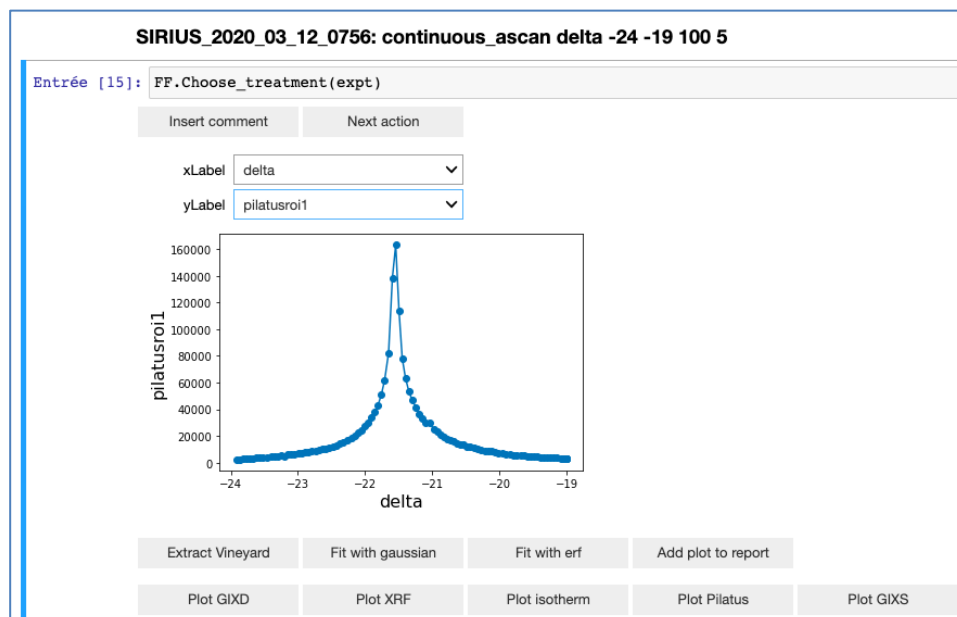 SIRIUS_2020_03_12_0756: continuous_ascan delta -24 -19 100 5
Entrée [15]: FF.Choose_treatment(expt)
Insert comment Next action
xLabel delta
yLabel pilatusroi1
160000
140000
120000
100000
80000
60000
40000
20000
0
pilatusroi1
−24 −23 −22 −21 −20 −19
delta
Extract Vineyard Fit with gaussian Fit with erf Add plot to report
Plot GIXD Plot XRF Plot isotherm Plot Pilatus Plot GIXS